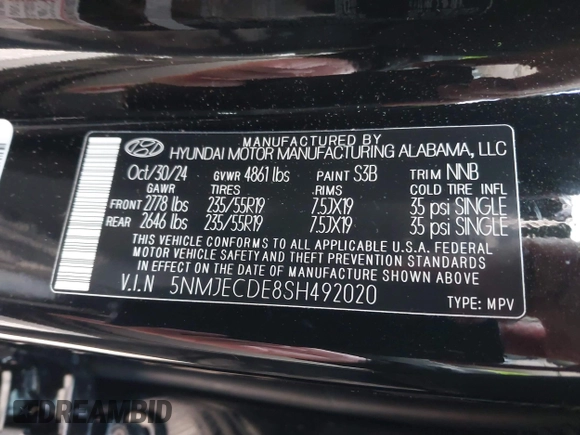 MANUFACTURED BY
HYUNDAI MOTOR MANUFACTURING ALABAMA, LLC
Oct/30/24 GVWR 4861 lbs PAINT S3B TRIM NNB
GAWR TIRES .RIMS COLD TIRE INFL
FRONT 2778 lbs 235/55R19 7.5JX19 35 psi SINGLE
REAR 2646 lbs 235/55R19 7.5JX19 35 psi SINGLE
THIS VEHICLE CONFORMS TO ALL APPLICABLE U.S.A. FEDERAL
MOTOR VEHICLE SAFETY AND THEFT PREVENTION STANDARDS
IN EFFECT ON THE DATE OF MANUFACTURE SHOWN ABOVE.
V.I.N 5NMJECDE8SH492020 TYPE: MPV
DREAMBID